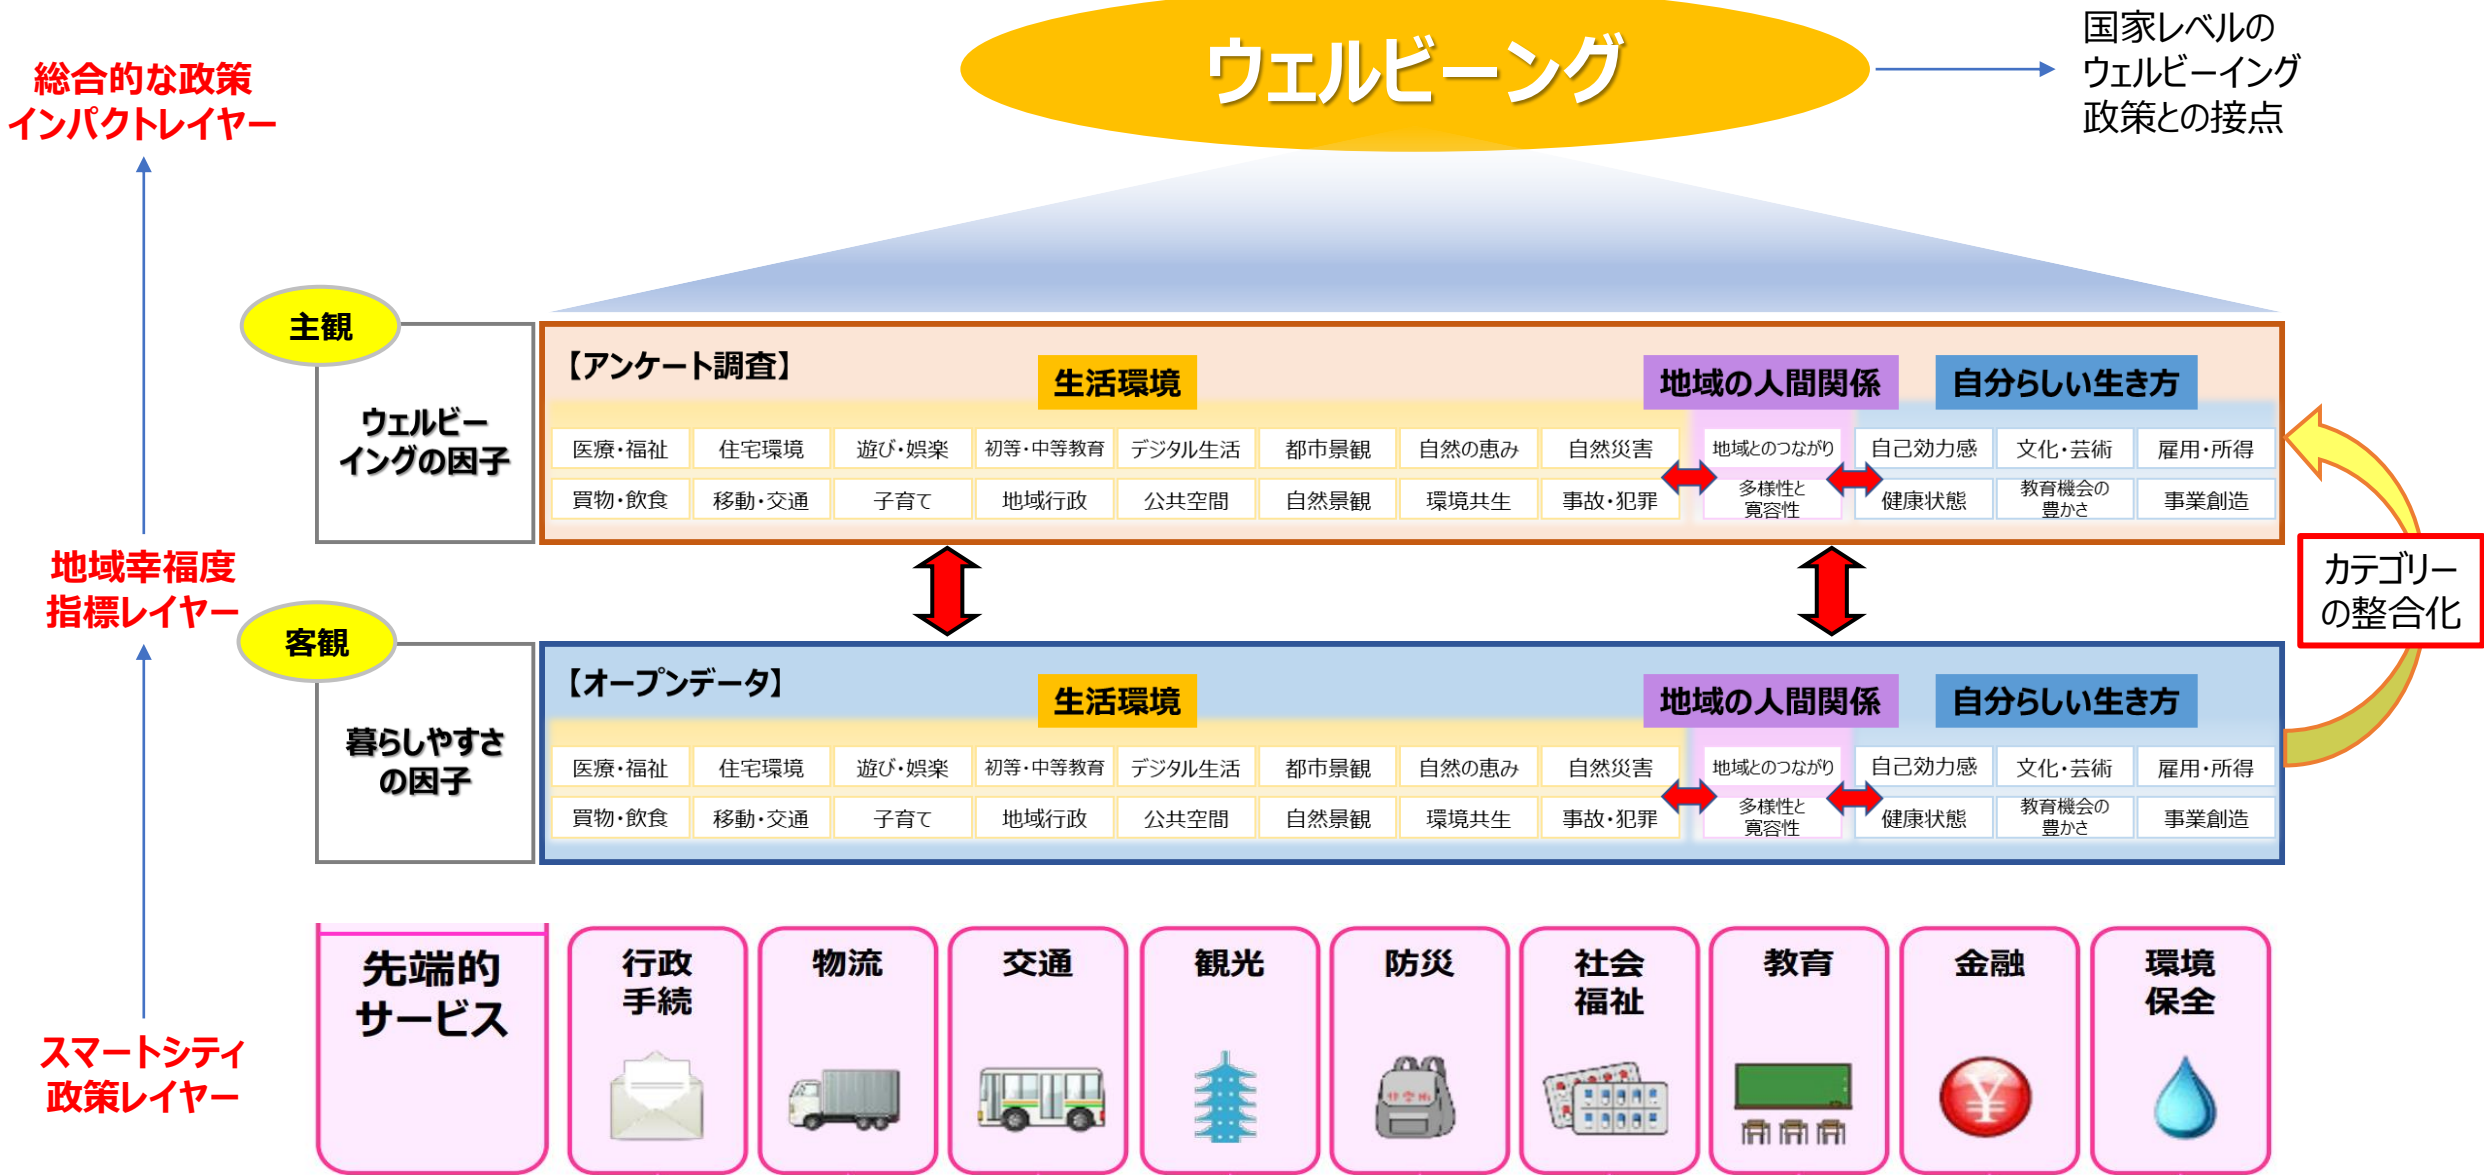 ウェルビーング
国家レベルの
ウェルビーイング
政策との接点
総合的な政策
インパクトレイヤー
主観
ウェルビー
イングの因子
【アンケート調査】
生活環境
地域の人間関係
自分らしい生き方
医療・福祉
住宅環境
遊び・娯楽
初等・中等教育
デジタル生活
都市景観
自然の恵み
自然災害
地域とのつながり
自己効力感
文化・芸術
雇用・所得
買物・飲食
移動・交通
子育て
地域行政
公共空間
自然景観
環境共生
事故・犯罪
多様性と
寛容性
健康状態
教育機会の
豊かさ
事業創造
地域幸福度
指標レイヤー
カテゴリー
の整合化
客観
暮らしやすさ
の因子
【オープンデータ】
生活環境
地域の人間関係
自分らしい生き方
医療・福祉
住宅環境
遊び・娯楽
初等・中等教育
デジタル生活
都市景観
自然の恵み
自然災害
地域とのつながり
自己効力感
文化・芸術
雇用・所得
買物・飲食
移動・交通
子育て
地域行政
公共空間
自然景観
環境共生
事故・犯罪
多様性と
寛容性
健康状態
教育機会の
豊かさ
事業創造
スマートシティ
政策レイヤー
先端的
サービス
行政
手続
物流
交通
観光
防災
社会
福祉
教育
金融
環境
保全